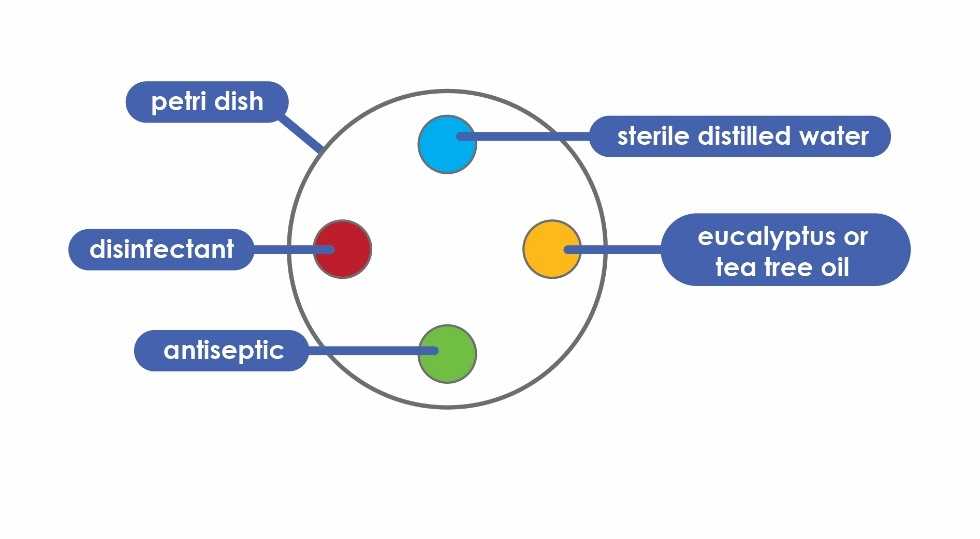 petri dish
sterile distilled water
disinfectant
eucalyptus or
tea tree oil
antiseptic